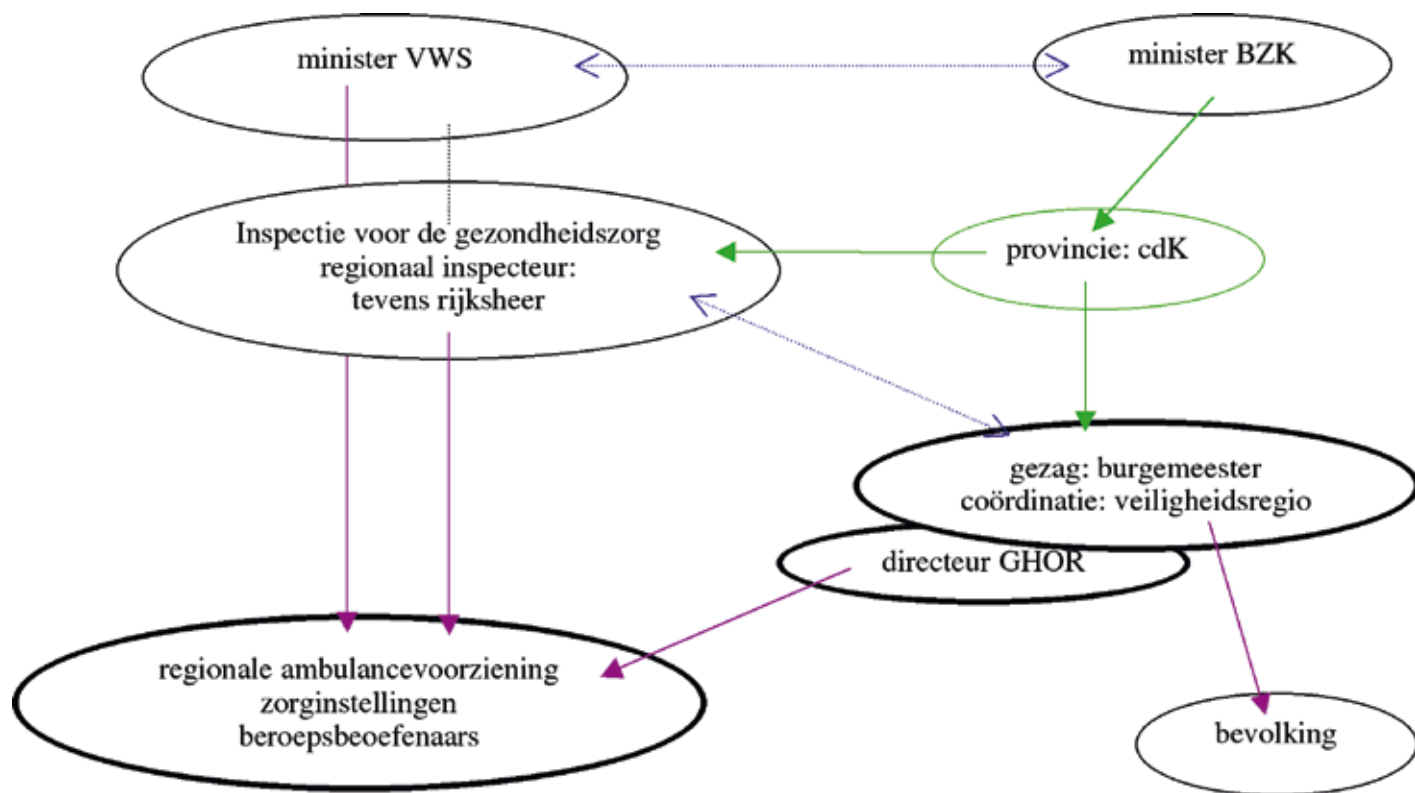 minister VWS
minister BZK
Inspectie voor de gezondheidszorg
regionaal inspecteur:
tevens rijksheer
provincie: cdK
gezag: burgemeester
coördinatie: veiligheidsregio
directeur GHOR
regionale ambulancevoorziening
zorginstellingen
beroepsbeoefenaars
bevolking